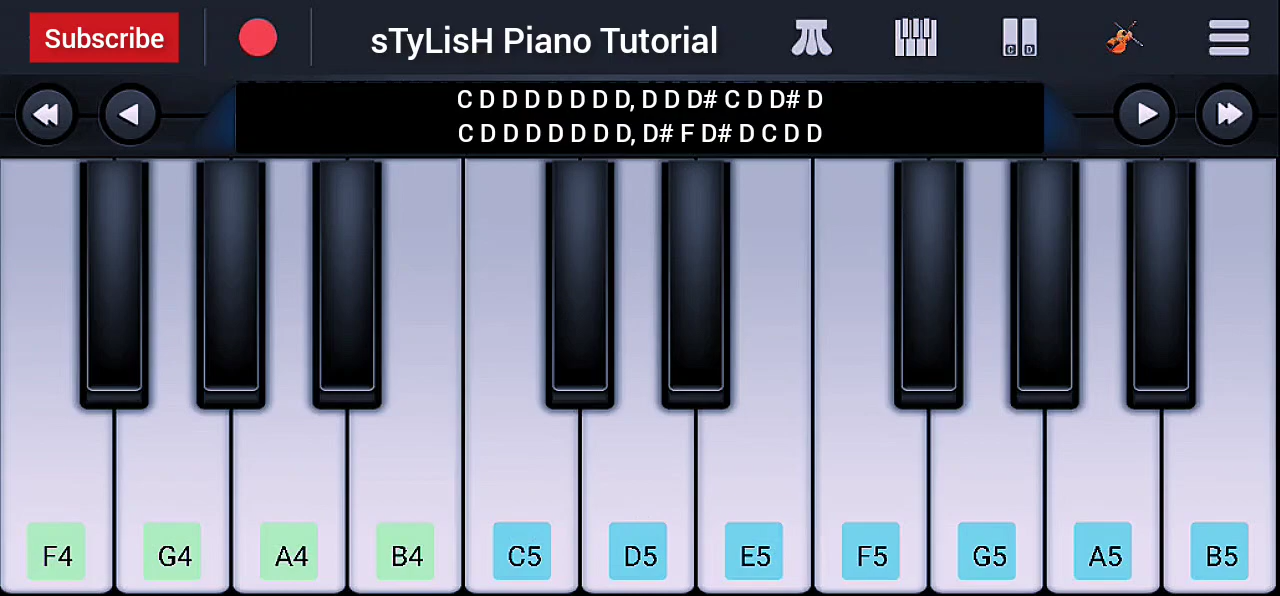 Subscribe
sTyLisH Piano Tutorial
C D
C D D D D D D D, D D D# C D D# D
C D D D D D D D, D# F D# D C D D
F4 G4 A4 B4 C5 D5 E5 F5 G5 A5 B5